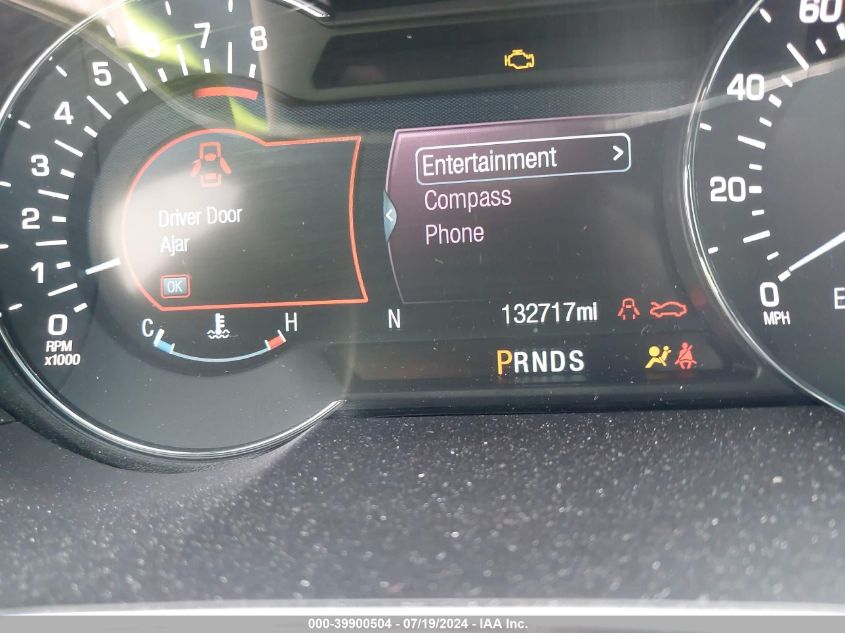 60
8
7
6
5
4
3
2
1
0
RPM
x1000
40
20
0
MPH
E
Driver Door
Ajar
OK
Entertainment >
Compass
Phone
<
C
H
N
132717mi
PRNDS
000-39900504 - 07/19/2024 - IAA Inc.